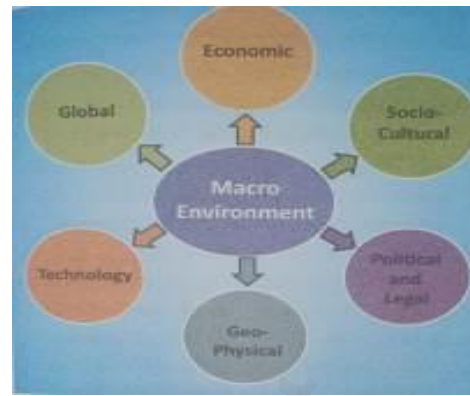 Economic
Global
Socio-
Cultural
Macro
Environment
Technology
Political
and
Legal
Geo-
Physical